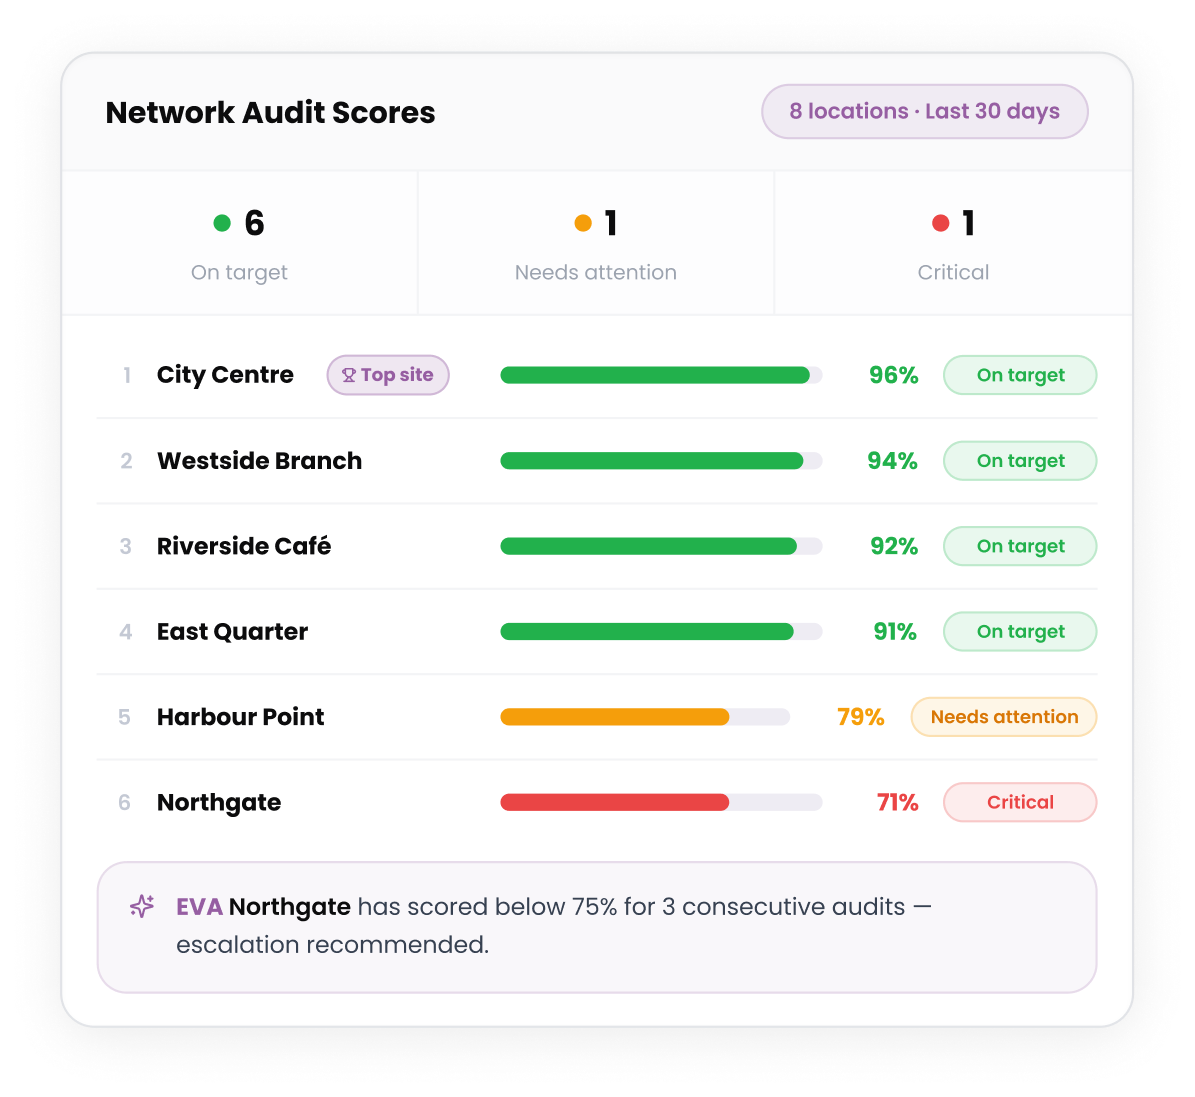 Network Audit Scores
8 locations · Last 30 days
6
On target
1
Needs attention
1
Critical
1 City Centre Top site 96% On target
2 Westside Branch 94% On target
3 Riverside Café 92% On target
4 East Quarter 91% On target
5 Harbour Point 79% Needs attention
6 Northgate 71% Critical
EVA Northgate has scored below 75% for 3 consecutive audits —
escalation recommended.